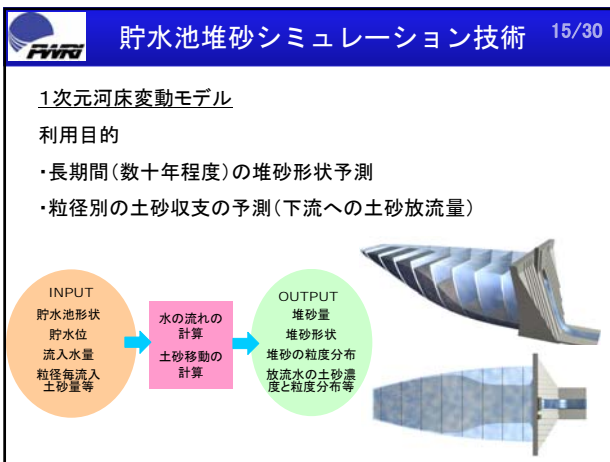 PWRI
貯水池堆砂シミュレーション技術
15/30
1次元河床変動モデル
利用目的
・長期間(数十年程度)の堆砂形状予測
・粒径別の土砂収支の予測(下流への土砂放流量)
INPUT
貯水池形状
貯水位
流入水量
粒径毎流入
土砂量等
水の流れの
計算
土砂移動の
計算
OUTPUT
堆砂量
堆砂形状
堆砂の粒度分布
放流水の土砂濃
度と粒度分布等